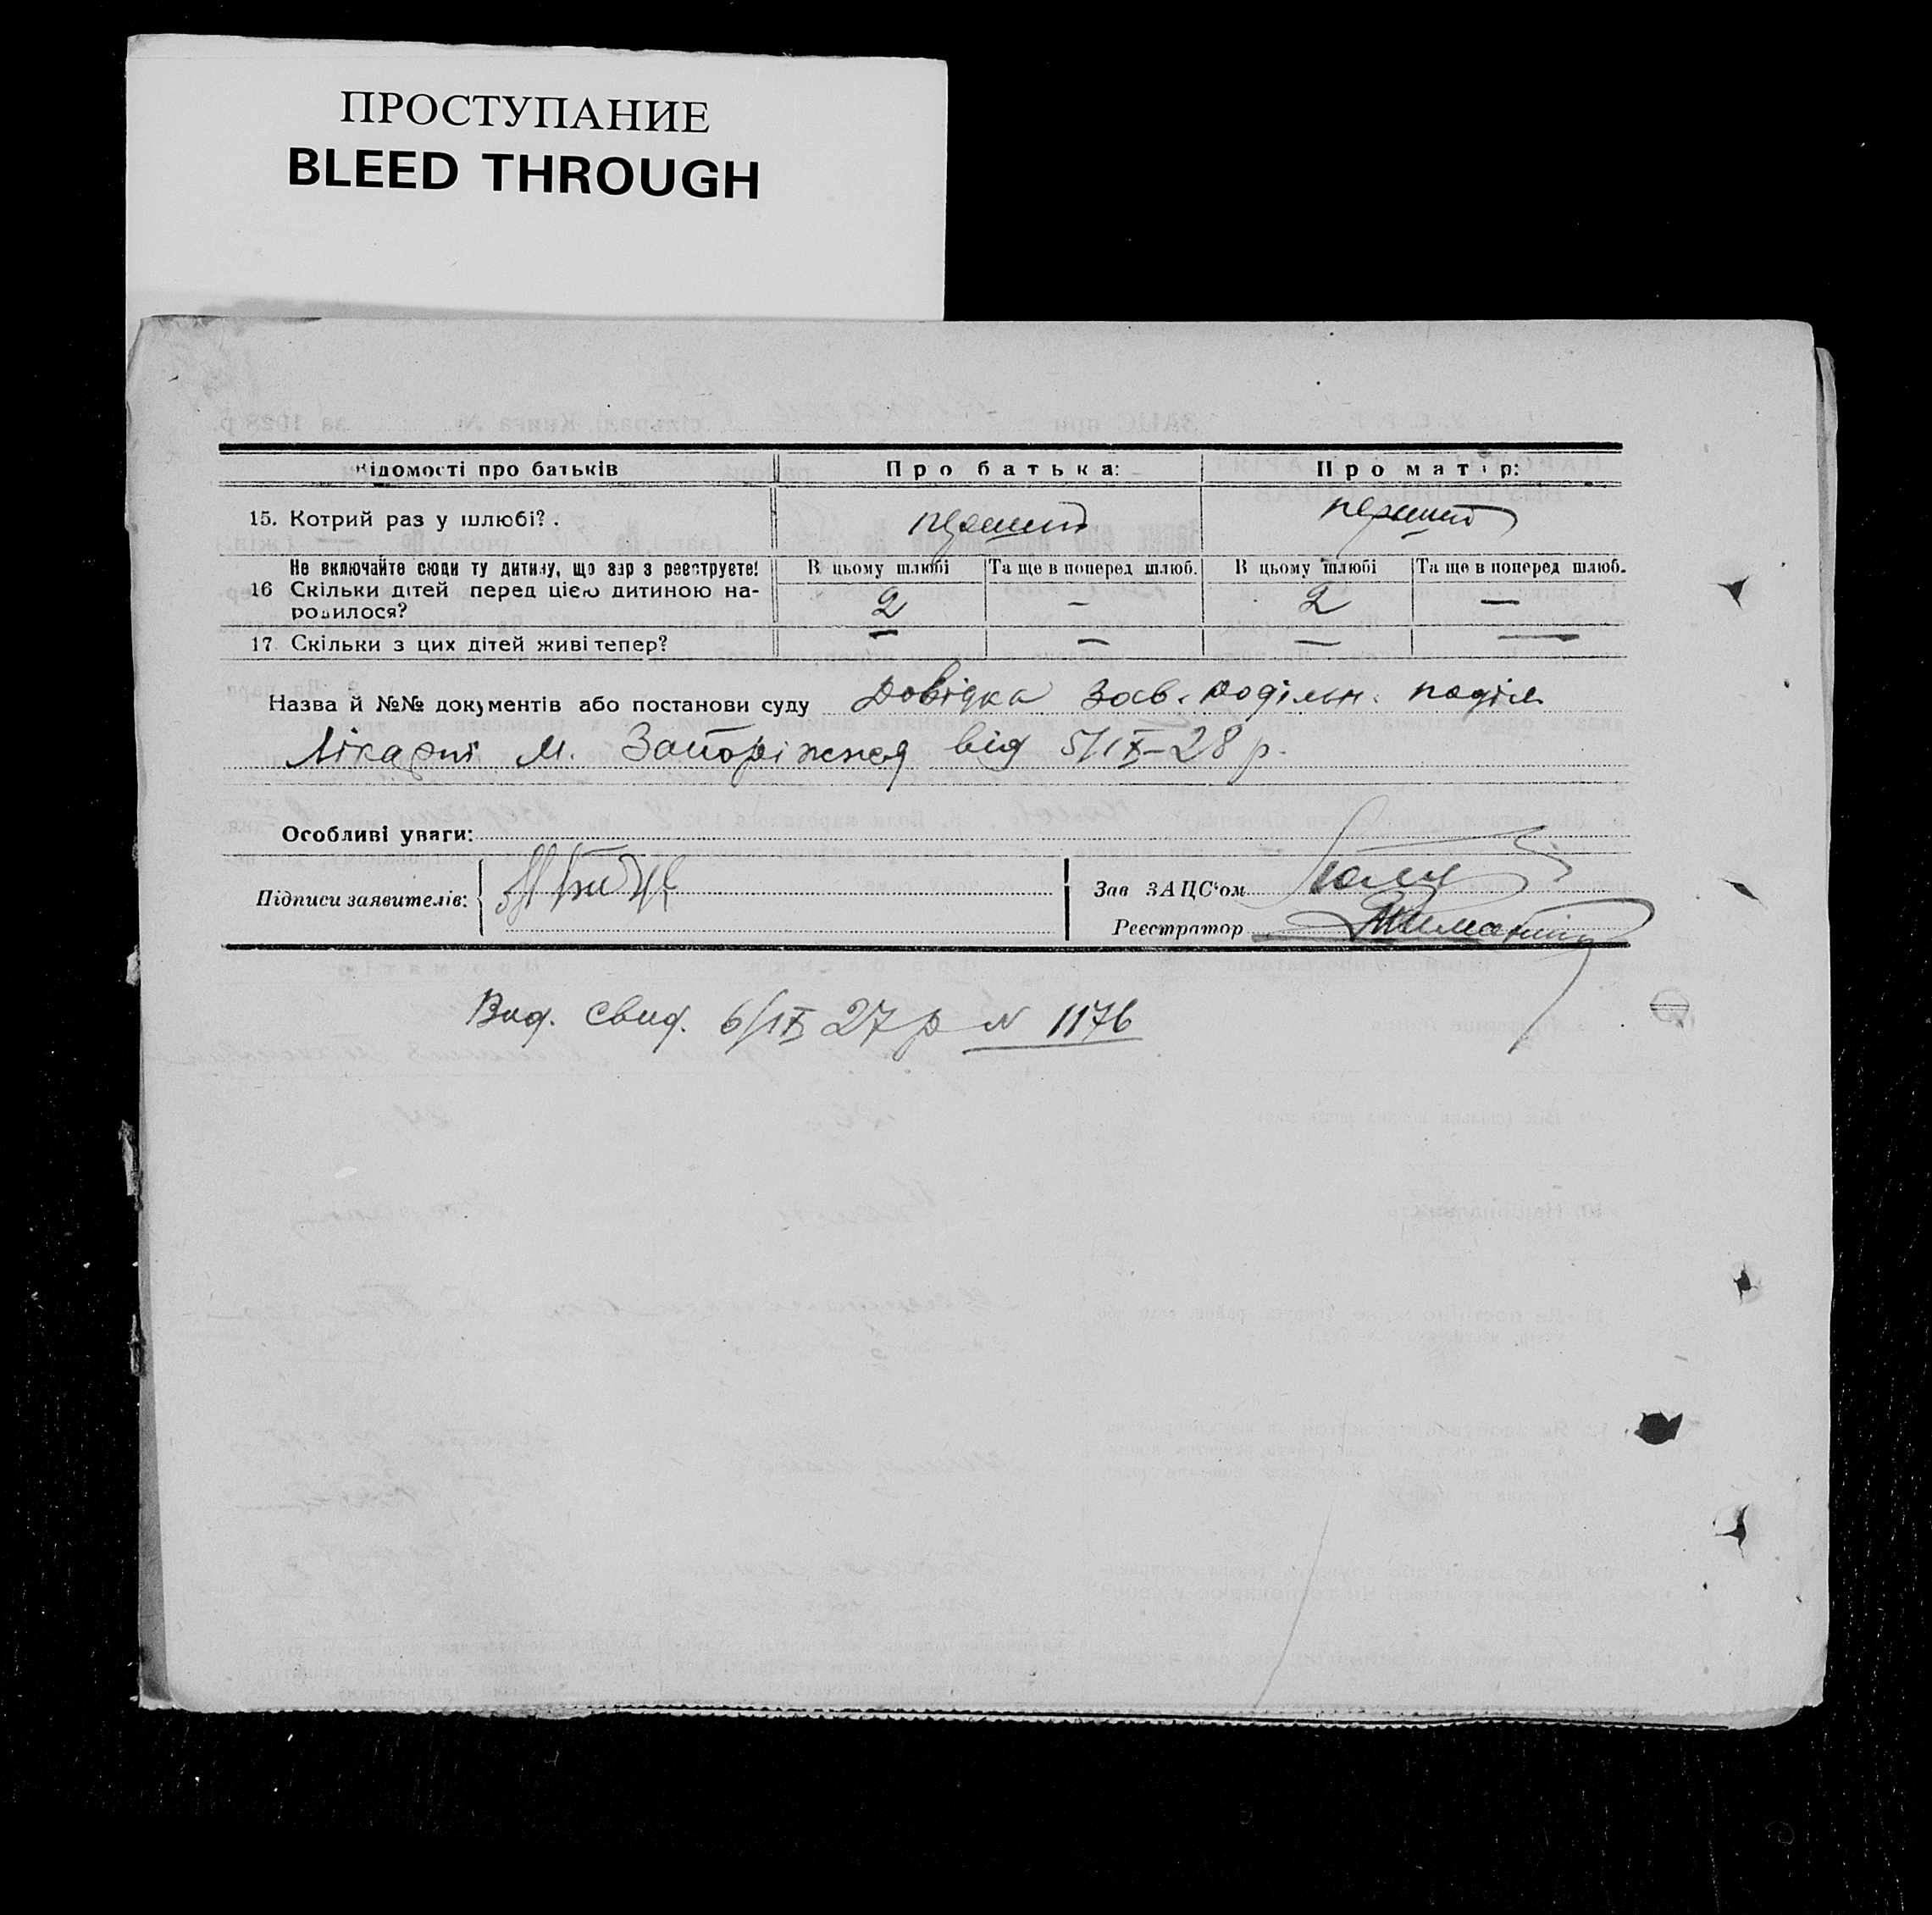 ПРОСТУПАНИЕ
BLEED THROUGH
відомості про батьків Про батька: Про матір:
15. Котрий раз у шлюбі? . перший перший
Не включайте сюди ту дитину, що зар з реєструєте! В цьому шлюбі Та ще в поперед шлюб. В цьому шлюбі Та ще в поперед шлюб.
16 Скільки дітей перед цією дитиною на-
родилося? 2 — 2 —
17. Скільки з цих дітей живі тепер? — — — —
Назва й №№ документів або постанови суду Довідка Зав. поділ
Лікарні м. Запоріжжя від 5/IX–28 р.
Особливі уваги:
Підписи заявителів:
Зав ЗАЦС'ом
Реєстратор
Вид. свид. 6/IX 27 р N 1176